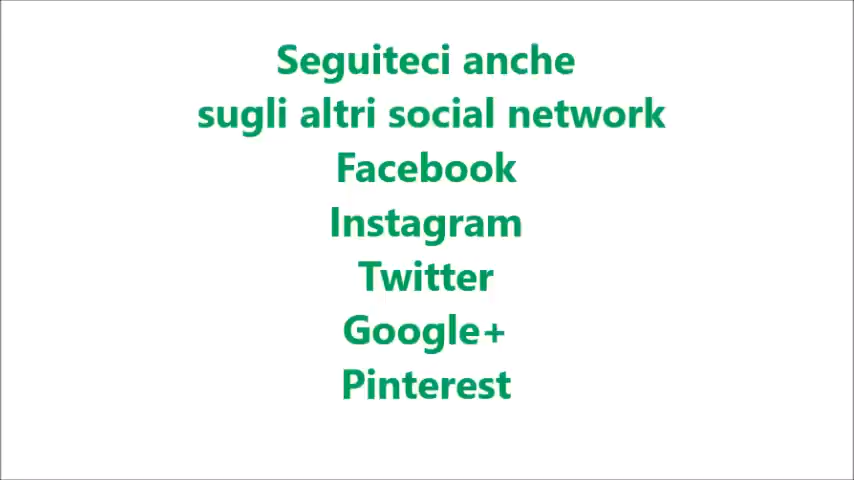 Seguiteci anche
sugli altri social network
Facebook
Instagram
Twitter
Google+
Pinterest